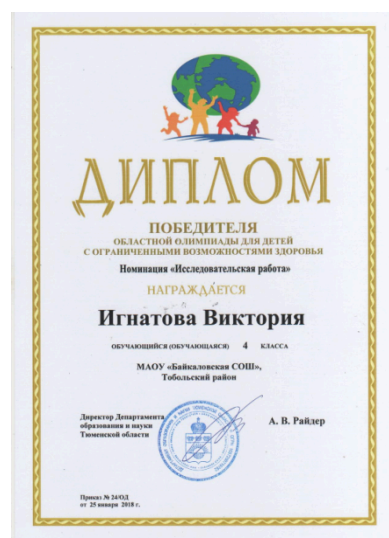 ДИПЛОМ
ПОБЕДИТЕЛЯ
ОБЛАСТНОЙ ОЛИМПИАДЫ ДЛЯ ДЕТЕЙ
С ОГРАНИЧЕННЫМИ ВОЗМОЖНОСТЯМИ ЗДОРОВЬЯ
Номинация «Исследовательская работа»
НАГРАЖДАЕТСЯ
Игнатова Виктория
ОБУЧАЮЩИЙСЯ (ОБУЧАЮЩАЯСЯ) 4 КЛАССА
МАОУ «Байкаловская СОШ»,
Тобольский район
Директор Департамента
образования и науки
Тюменской области
А. В. Райдер
Приказ № 24/ОД
от 25 января 2018 г.